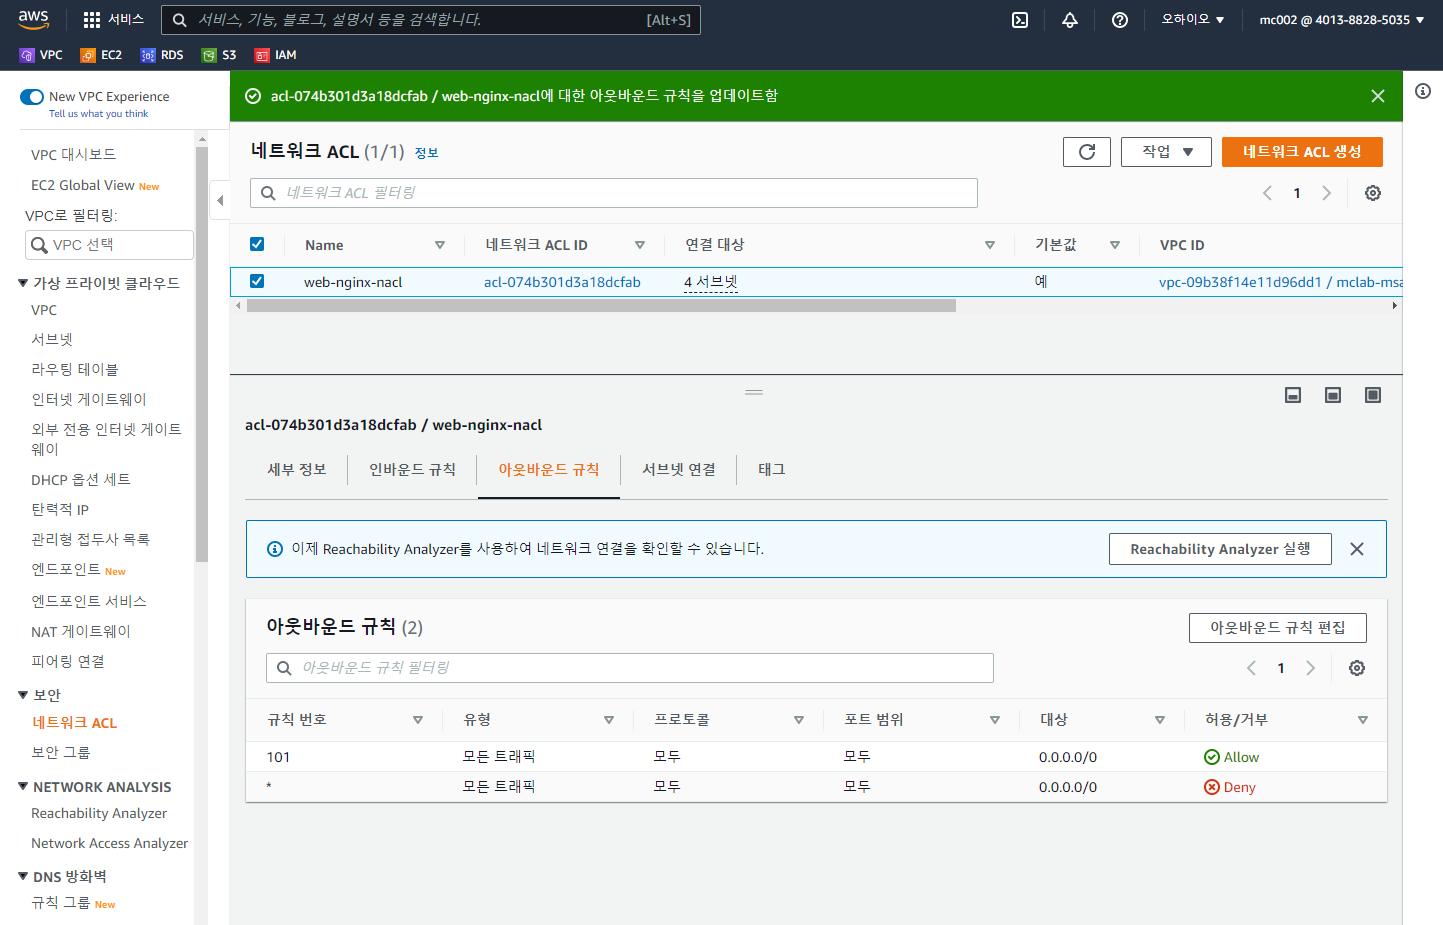 aws
서비스
서비스, 기능, 블로그, 설명서 등을 검색합니다.
[Alt+S]
오하이오
mc002 @ 4013-8828-5035
VPC
EC2
RDS
S3
IAM
New VPC Experience
Tell us what you think
VPC 대시보드
EC2 Global View New
VPC로 필터링:
VPC 선택
가상 프라이빗 클라우드
VPC
서브넷
라우팅 테이블
인터넷 게이트웨이
외부 전용 인터넷 게이트
웨이
DHCP 옵션 세트
탄력적 IP
관리형 접두사 목록
엔드포인트 New
엔드포인트 서비스
NAT 게이트웨이
피어링 연결
보안
네트워크 ACL
보안 그룹
NETWORK ANALYSIS
Reachability Analyzer
Network Access Analyzer
DNS 방화벽
규칙 그룹 New
acl-074b301d3a18dcfab / web-nginx-nacl에 대한 아웃바운드 규칙을 업데이트함
네트워크 ACL (1/1) 정보
작업
네트워크 ACL 생성
네트워크 ACL 필터링
1
Name 네트워크 ACL ID 연결 대상 기본값 VPC ID
web-nginx-nacl acl-074b301d3a18dcfab 4 서브넷 예 vpc-09b38f14e11d96dd1 / mclab-msa
acl-074b301d3a18dcfab / web-nginx-nacl
세부 정보 인바운드 규칙 아웃바운드 규칙 서브넷 연결 태그
이제 Reachability Analyzer를 사용하여 네트워크 연결을 확인할 수 있습니다.
Reachability Analyzer 실행
아웃바운드 규칙 (2)
아웃바운드 규칙 편집
아웃바운드 규칙 필터링
1
규칙 번호 유형 프로토콜 포트 범위 대상 허용/거부
101 모든 트래픽 모두 모두 0.0.0.0/0 Allow
* 모든 트래픽 모두 모두 0.0.0.0/0 Deny